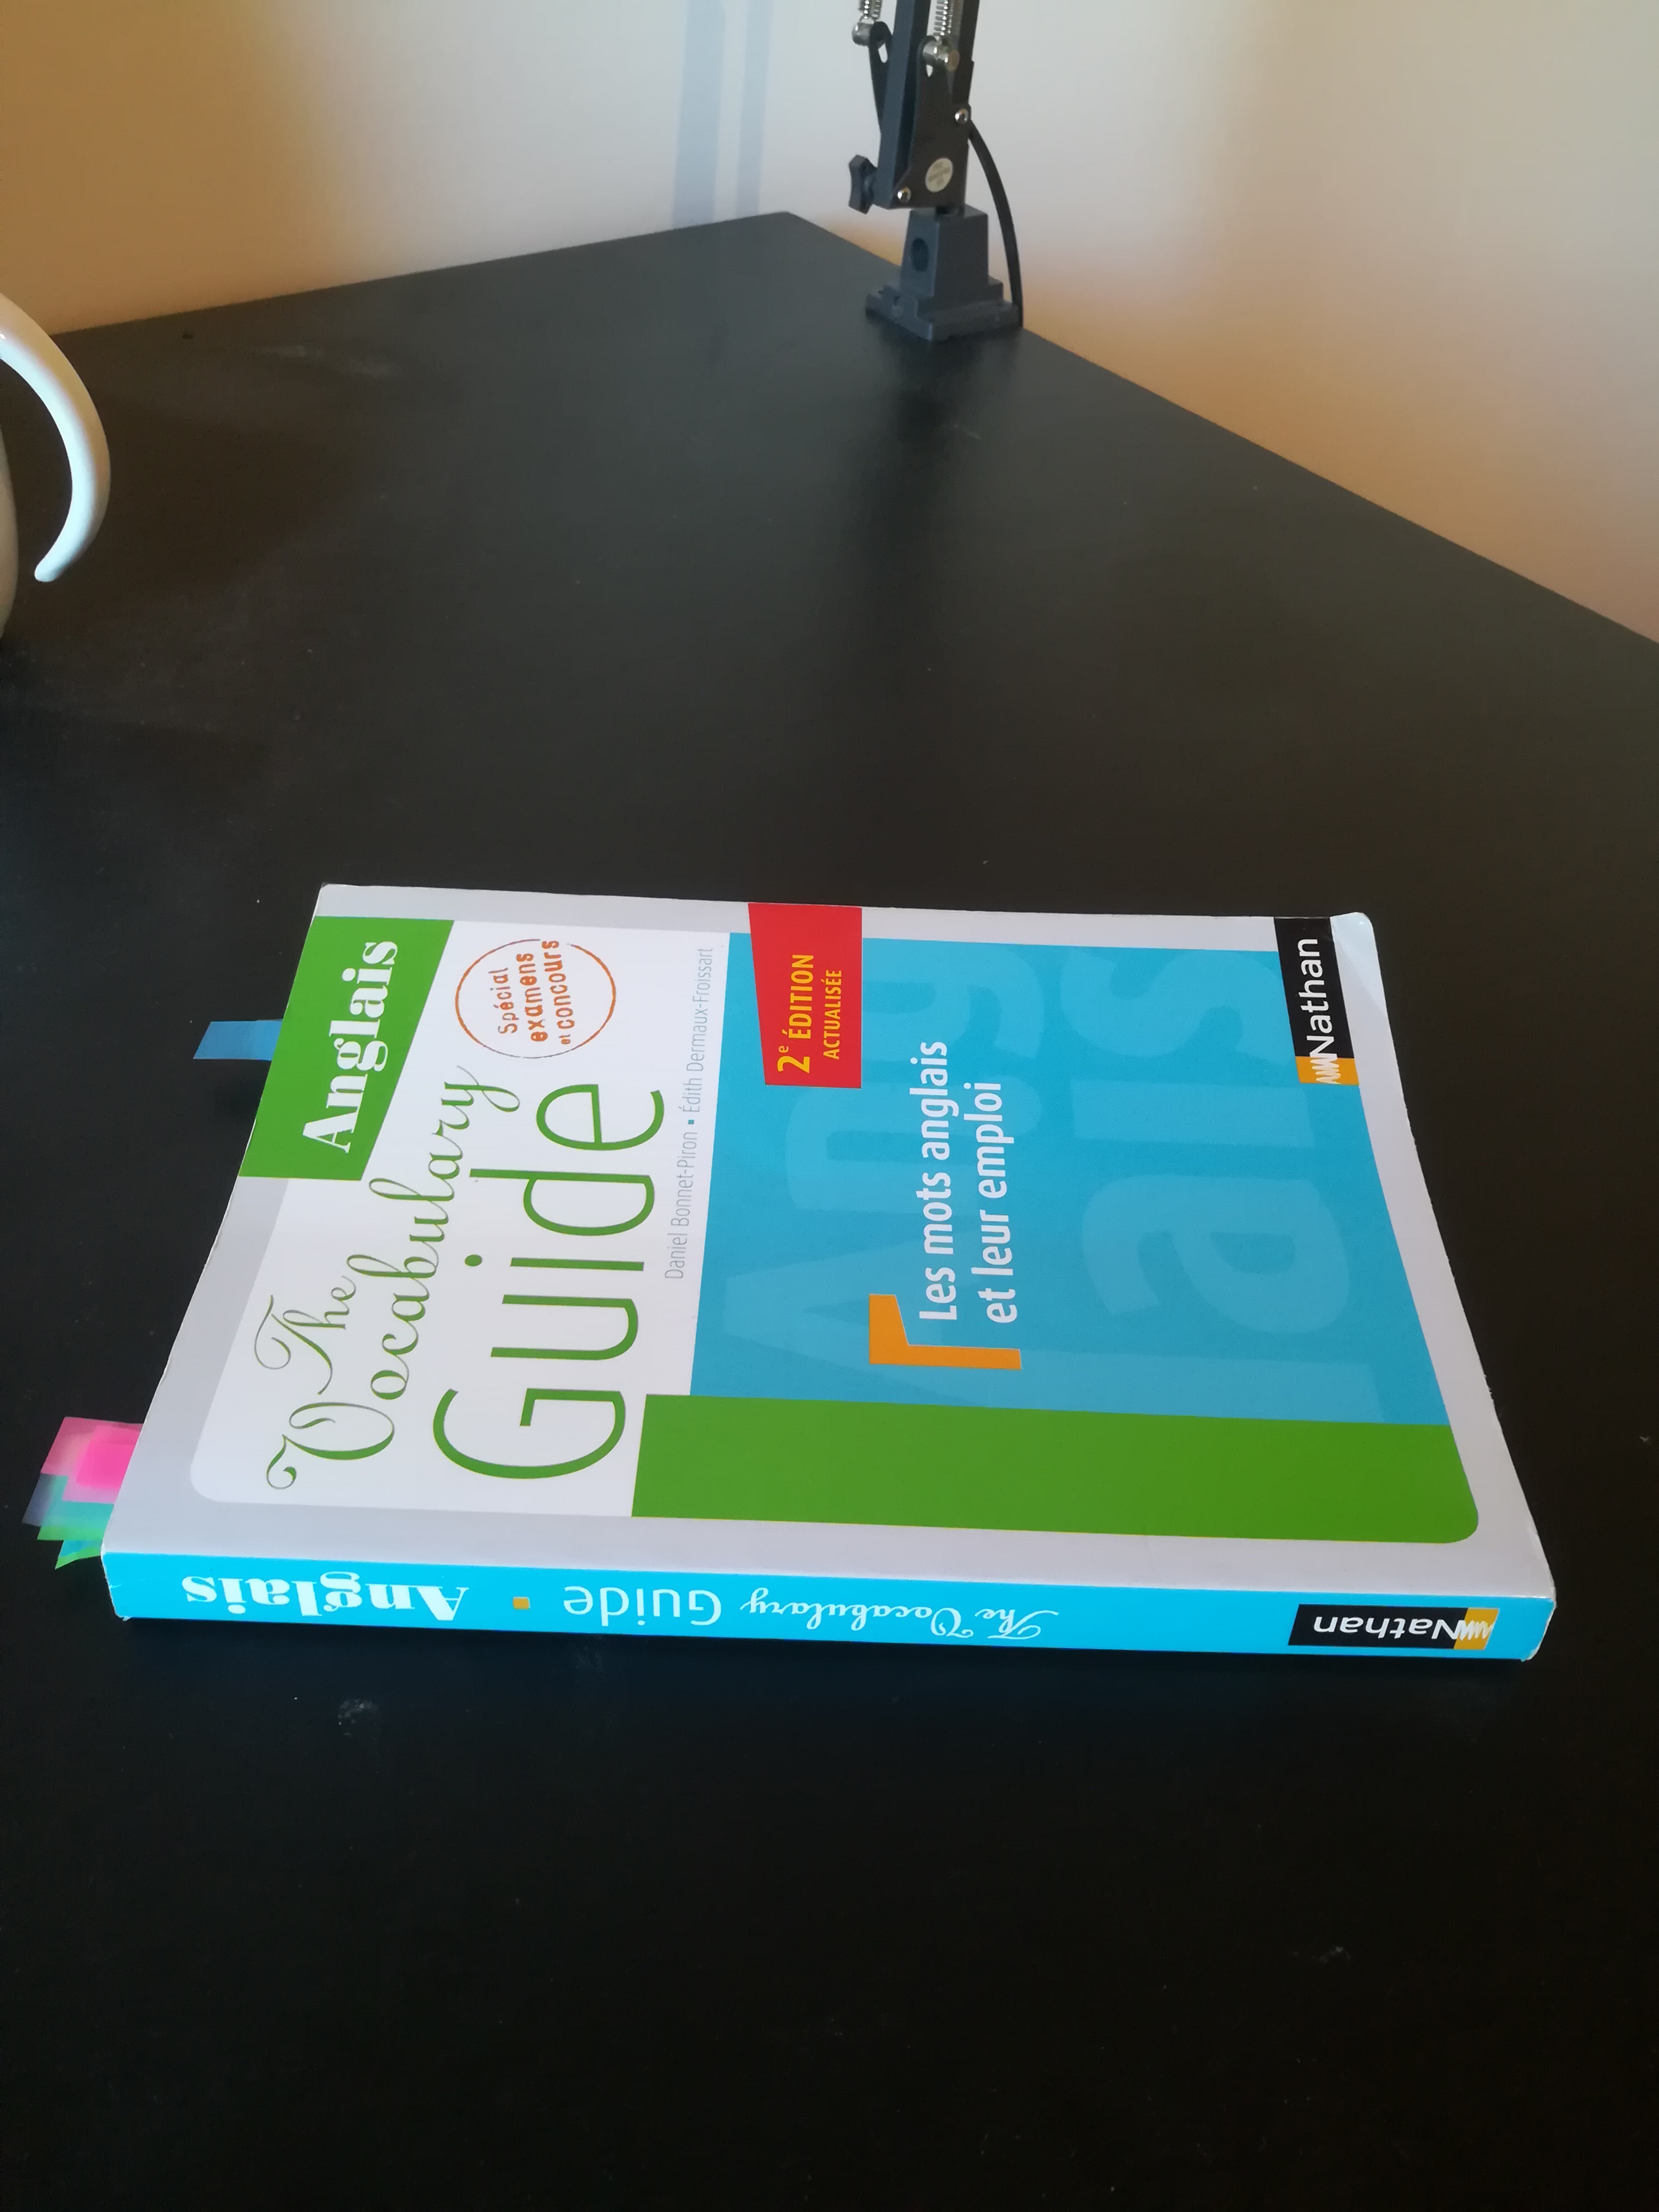 Anglais
The
Vocabulary
Guide
Spécial
examens
et concours
Daniel Bonnet-Piron ▪ Édith Dermaux-Froissart
2e ÉDITION
ACTUALISÉE
Les mots anglais
et leur emploi
Anglais
Nathan
Nathan The Vocabulary Guide ▪ Anglais